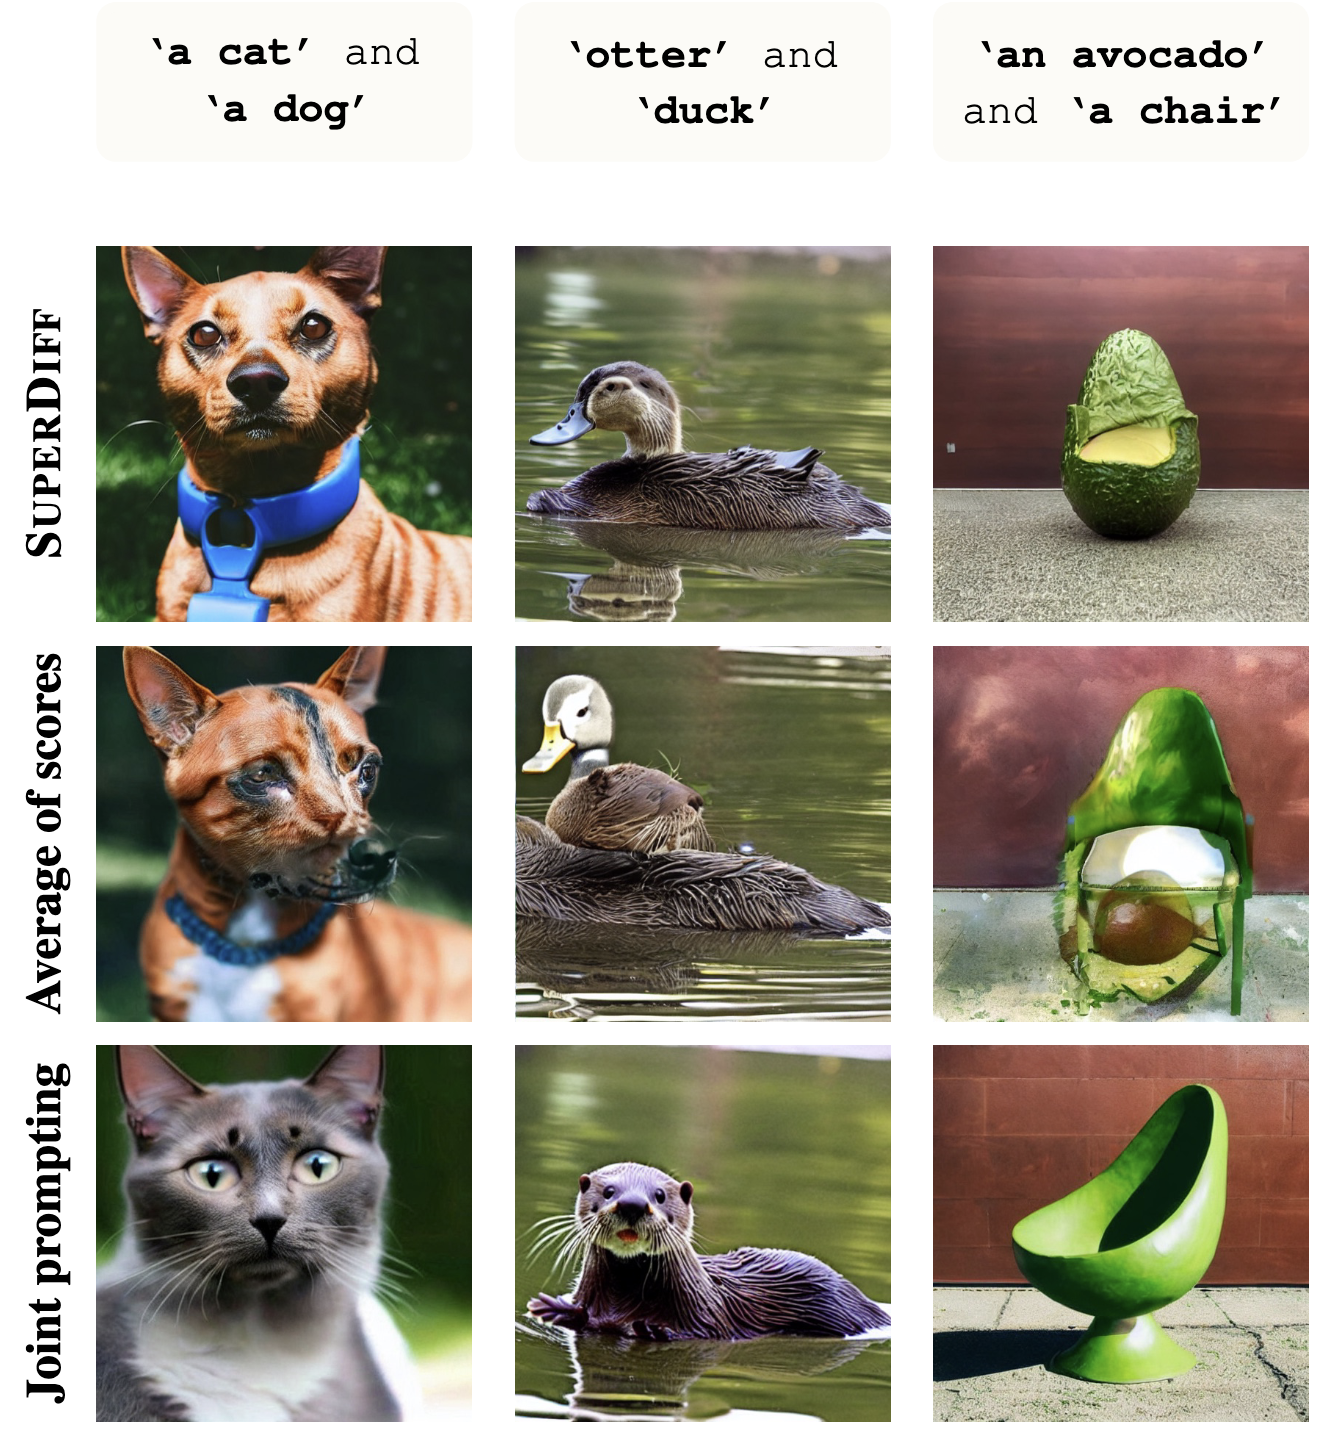 ‘a cat’ and
‘a dog’
‘otter’ and
‘duck’
‘an avocado’
and ‘a chair’
SUPERDIFF
Average of scores
Joint prompting